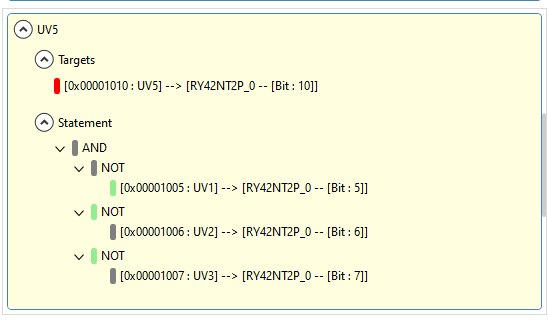 UV5
Targets
[0x00001010 : UV5] --> [RY42NT2P_0 -- [Bit : 10]]
Statement
AND
NOT
[0x00001005 : UV1] --> [RY42NT2P_0 -- [Bit : 5]]
NOT
[0x00001006 : UV2] --> [RY42NT2P_0 -- [Bit : 6]]
NOT
[0x00001007 : UV3] --> [RY42NT2P_0 -- [Bit : 7]]